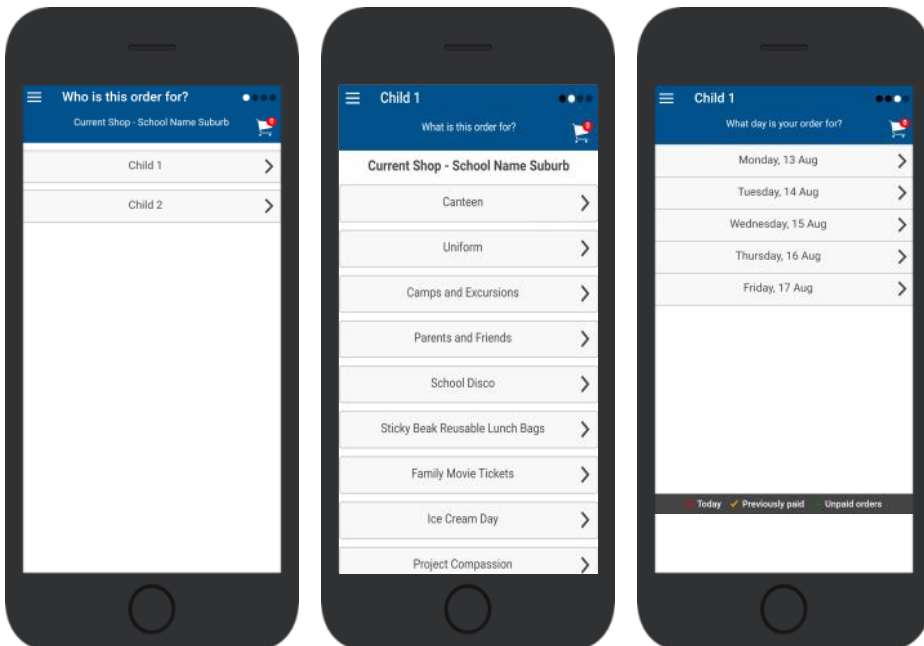 Who is this order for?
Current Shop - School Name Suburb
0
Child 1
Child 2
Child 1
What is this order for?
0
Current Shop - School Name Suburb
Canteen
Uniform
Camps and Excursions
Parents and Friends
School Disco
Sticky Beak Reusable Lunch Bags
Family Movie Tickets
Ice Cream Day
Project Compassion
Child 1
What day is your order for?
0
Monday, 13 Aug
Tuesday, 14 Aug
Wednesday, 15 Aug
Thursday, 16 Aug
Friday, 17 Aug
Today Previously paid Unpaid orders